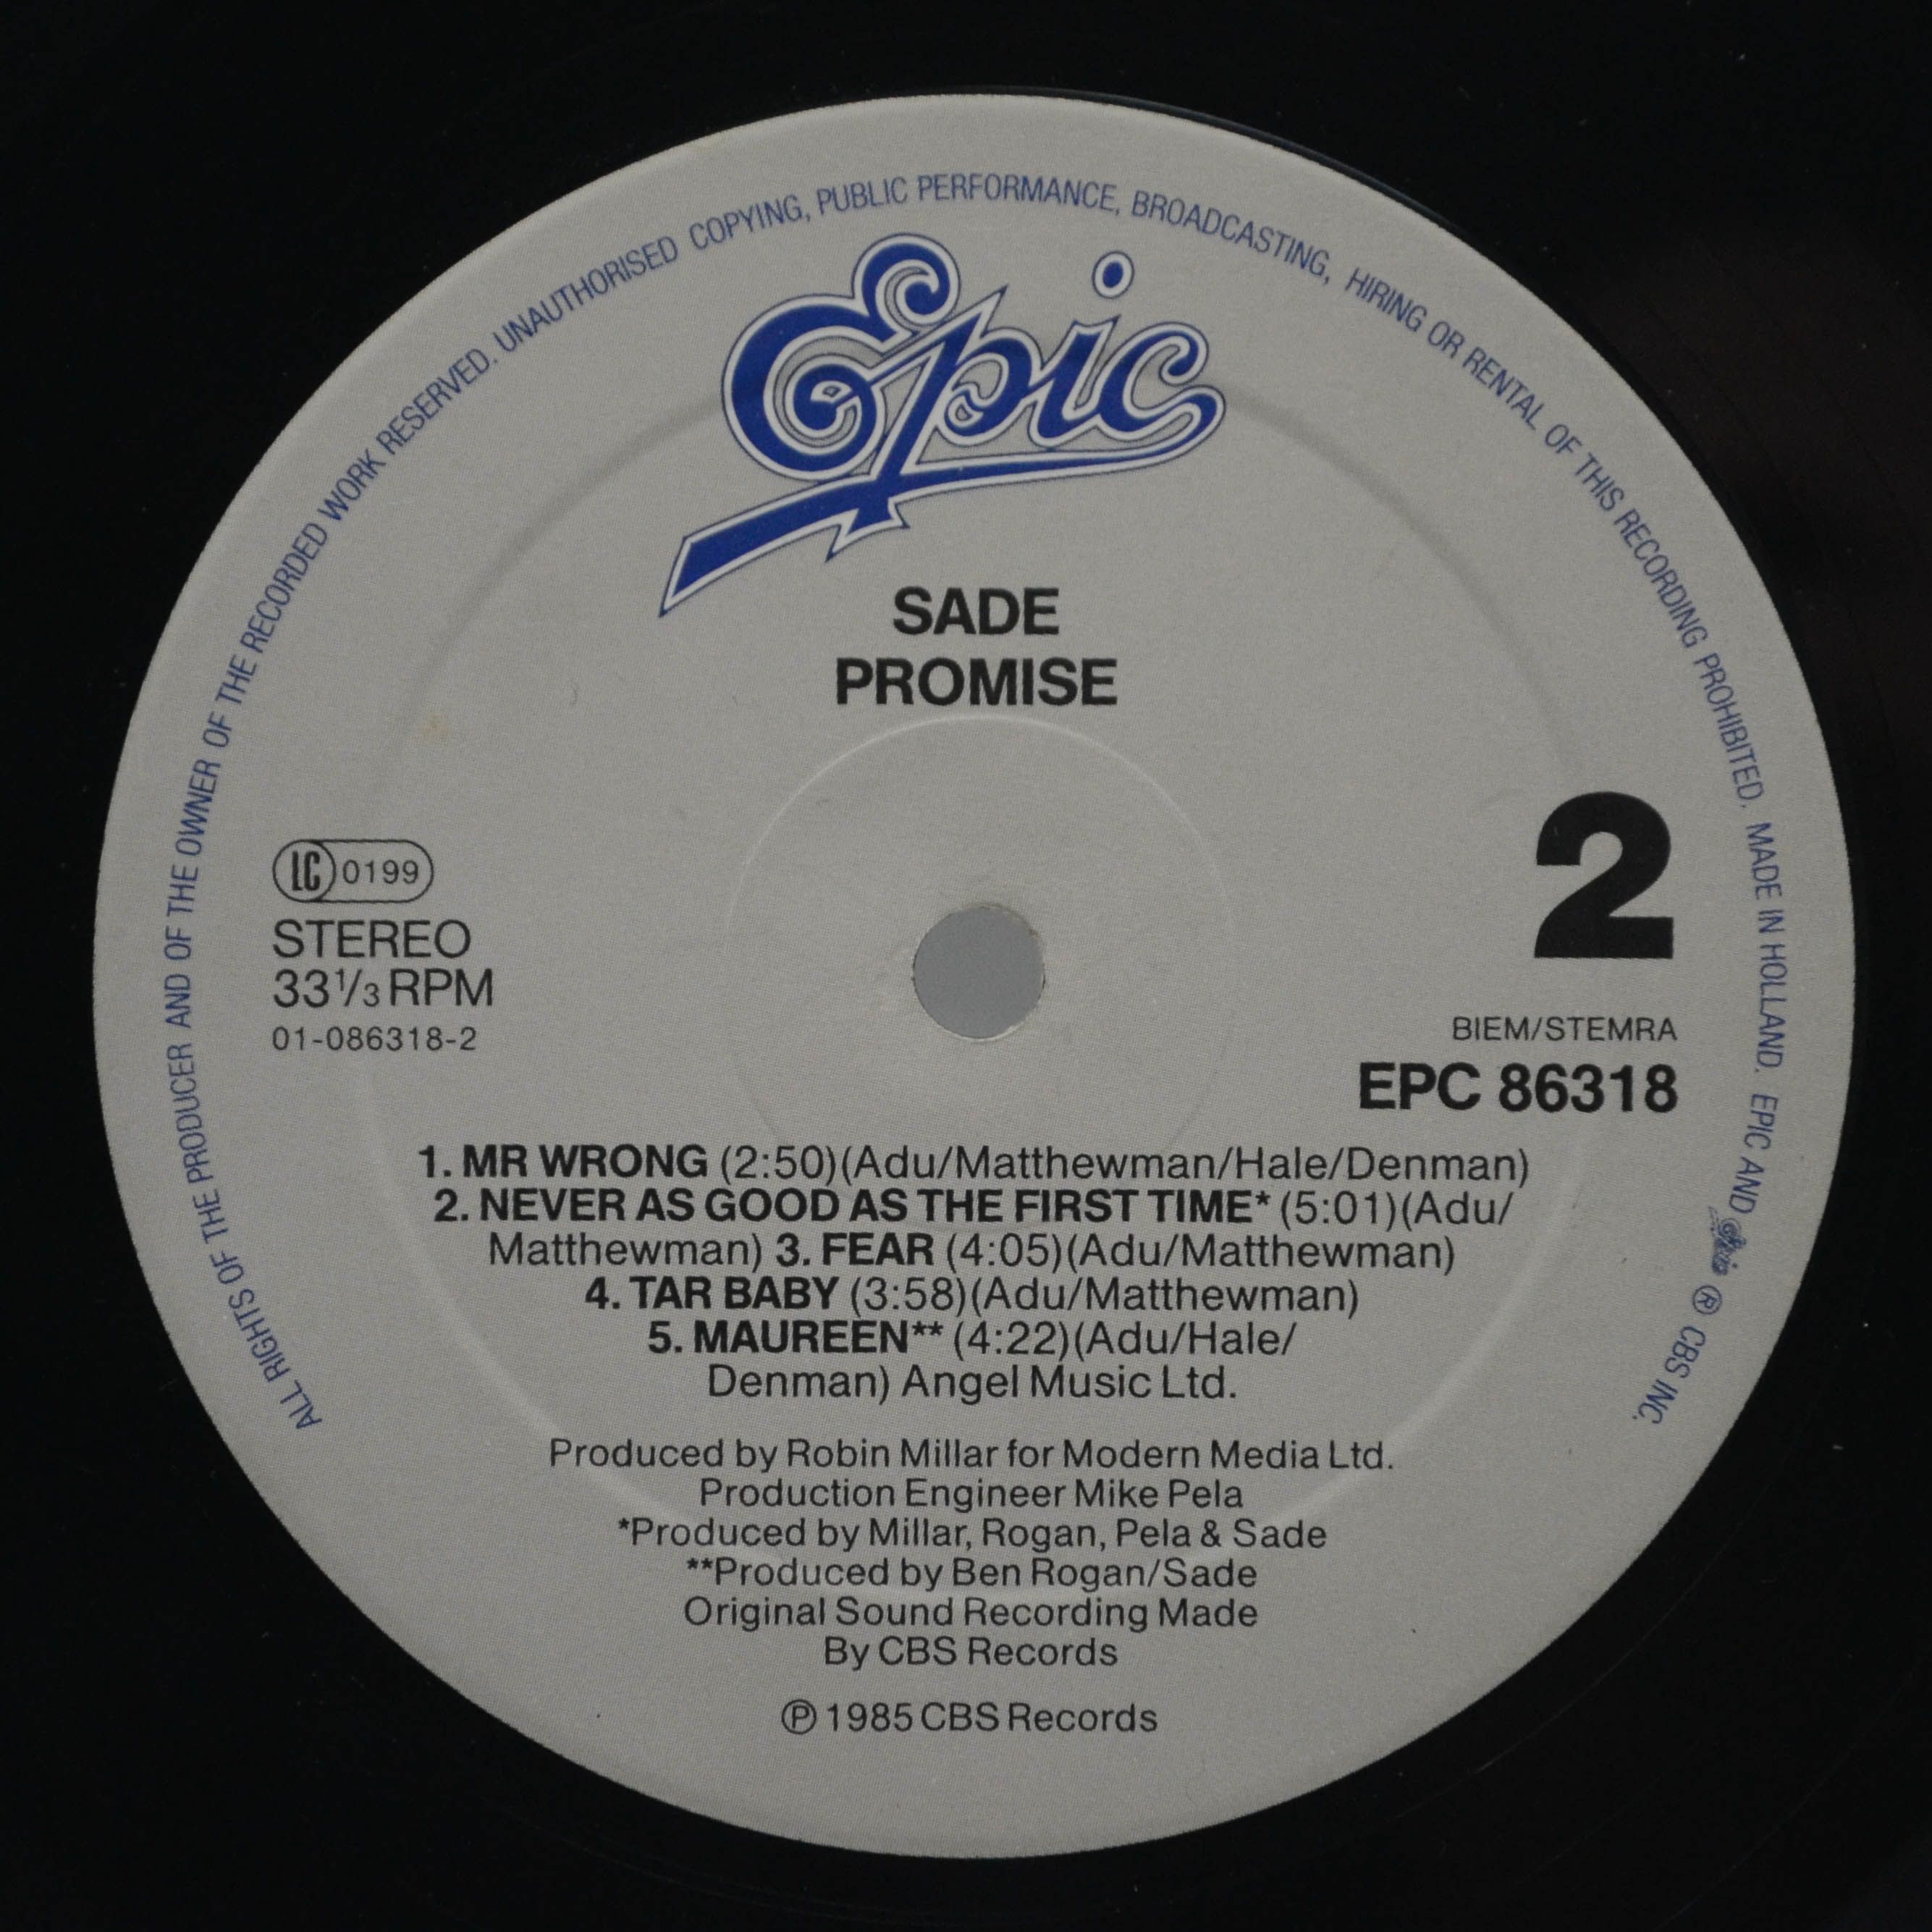 ALL RIGHTS OF THE PRODUCER AND OF THE OWNER OF THE RECORDED WORK RESERVED. UNAUTHORISED COPYING, PUBLIC PERFORMANCE, BROADCASTING, HIRING OR RENTAL OF THIS RECORDING PROHIBITED. MADE IN HOLLAND. EPIC AND Epic ® CBS INC.
Epic
SADE
PROMISE
2
LC 0199
STEREO
33 1/3 RPM
01-086318-2
BIEM/STEMRA
EPC 86318
1. MR WRONG (2:50)(Adu/Matthewman/Hale/Denman)
2. NEVER AS GOOD AS THE FIRST TIME* (5:01)(Adu/
Matthewman) 3. FEAR (4:05)(Adu/Matthewman)
4. TAR BABY (3:58)(Adu/Matthewman)
5. MAUREEN** (4:22)(Adu/Hale/
Denman) Angel Music Ltd.
Produced by Robin Millar for Modern Media Ltd.
Production Engineer Mike Pela
*Produced by Millar, Rogan, Pela & Sade
**Produced by Ben Rogan/Sade
Original Sound Recording Made
By CBS Records
℗ 1985 CBS Records